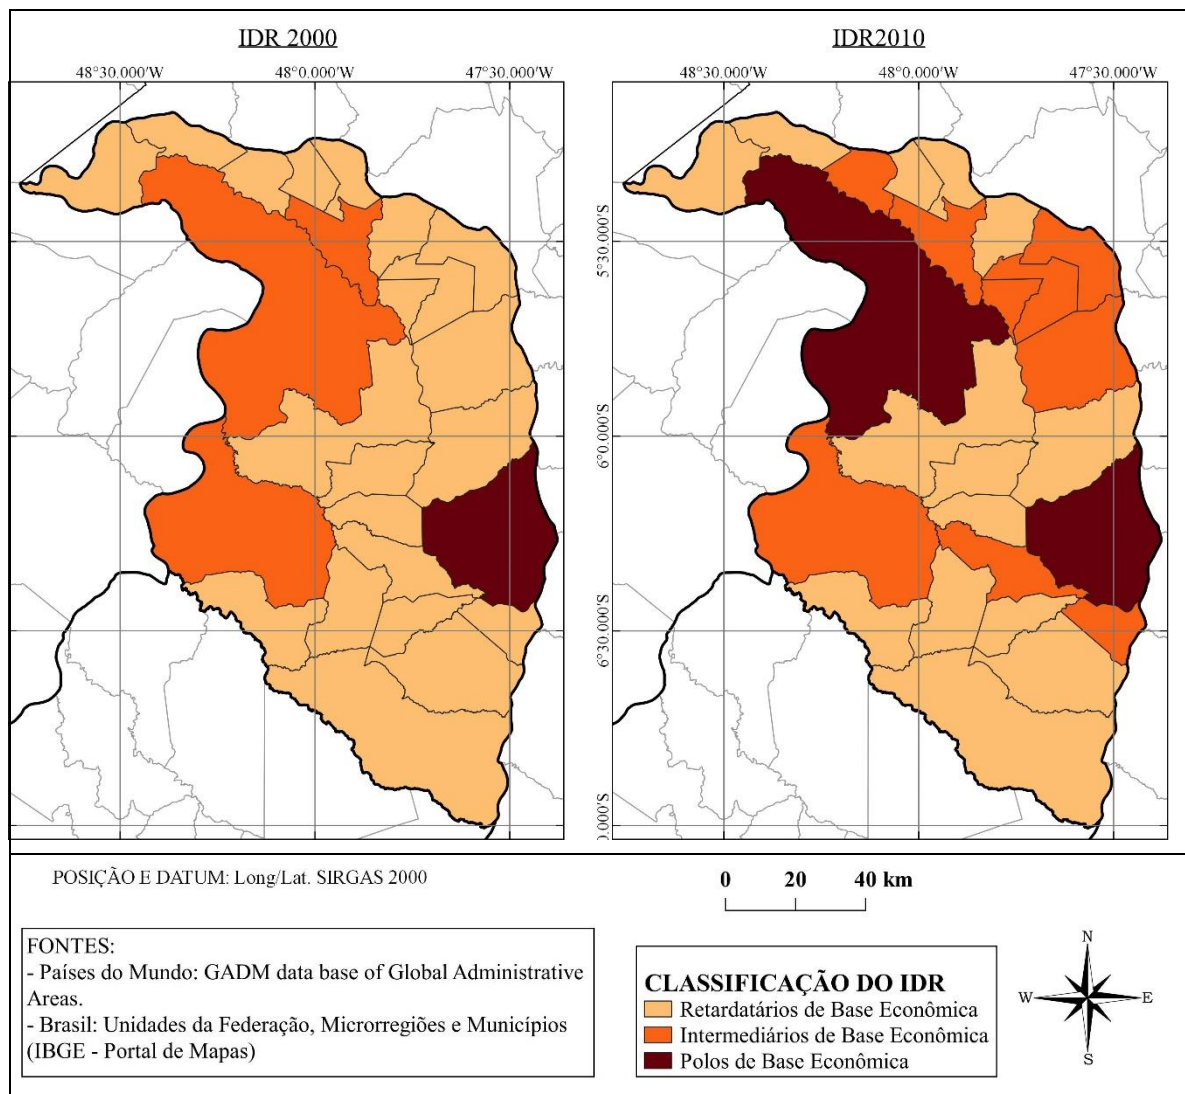 IDR 2000
IDR2010
48°30.000'W 48°0.000'W 47°30.000'W
48°30.000'W 48°0.000'W 47°30.000'W
5°30.000'S
6°0.000'S
6°30.000'S
0.000'S
POSIÇÃO E DATUM: Long/Lat. SIRGAS 2000
0 20 40 km
FONTES:
- Países do Mundo: GADM data base of Global Administrative
Areas.
- Brasil: Unidades da Federação, Microrregiões e Municípios
(IBGE - Portal de Mapas)
CLASSIFICAÇÃO DO IDR
Retardatários de Base Econômica
Intermediários de Base Econômica
Polos de Base Econômica
N
W E
S